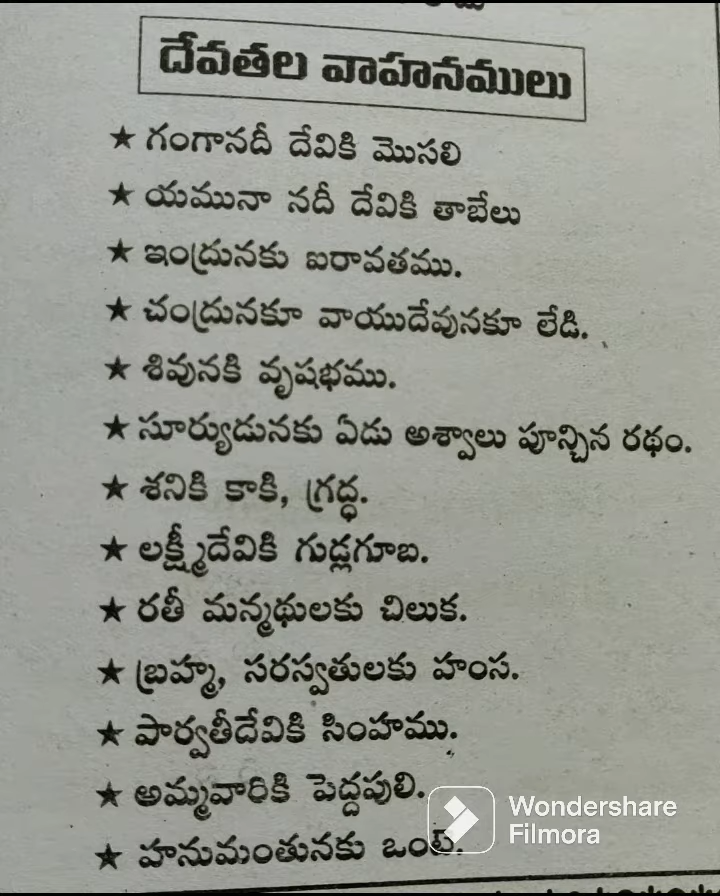 దేవతల వాహనములు
★ గంగానదీ దేవికి మొసలి
★ యమునా నదీ దేవికి తాబేలు
★ ఇంద్రునకు ఐరావతము.
★ చంద్రునకూ వాయుదేవునకూ లేడి.
★ శివునకి వృషభము.
★ సూర్యుడునకు ఏడు అశ్వాలు పూన్చిన రథం.
★ శనికి కాకి, గ్రద్ధ.
★ లక్ష్మీదేవికి గుడ్లగూబ.
★ రతీ మన్మథులకు చిలుక.
★ బ్రహ్మ, సరస్వతులకు హంస.
★ పార్వతీదేవికి సింహము.
★ అమ్మవారికి పెద్దపులి.
★ హనుమంతునకు ఒంటె.
Wondershare
Filmora